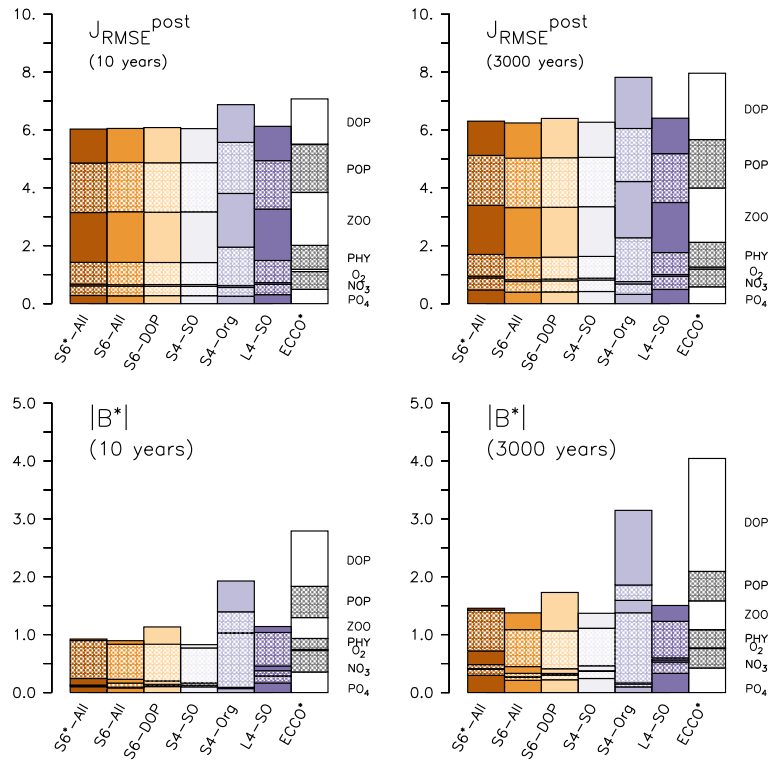 J_RMSE^post
(10 years)
10.
8.
6.
4.
2.
0.
DOP
POP
ZOO
PHY
O₂
NO₃
PO₄
S6*-All
S6-All
S6-DOP
S4-SO
S4-Org
L4-SO
ECCO*
J_RMSE^post
(3000 years)
10.
8.
6.
4.
2.
0.
DOP
POP
ZOO
PHY
O₂
NO₃
PO₄
S6*-All
S6-All
S6-DOP
S4-SO
S4-Org
L4-SO
ECCO*
|B*|
(10 years)
5.0
4.0
3.0
2.0
1.0
0.0
DOP
POP
ZOO
PHY
O₂
NO₃
PO₄
S6*-All
S6-All
S6-DOP
S4-SO
S4-Org
L4-SO
ECCO*
|B*|
(3000 years)
5.0
4.0
3.0
2.0
1.0
0.0
DOP
POP
ZOO
PHY
O₂
NO₃
PO₄
S6*-All
S6-All
S6-DOP
S4-SO
S4-Org
L4-SO
ECCO*